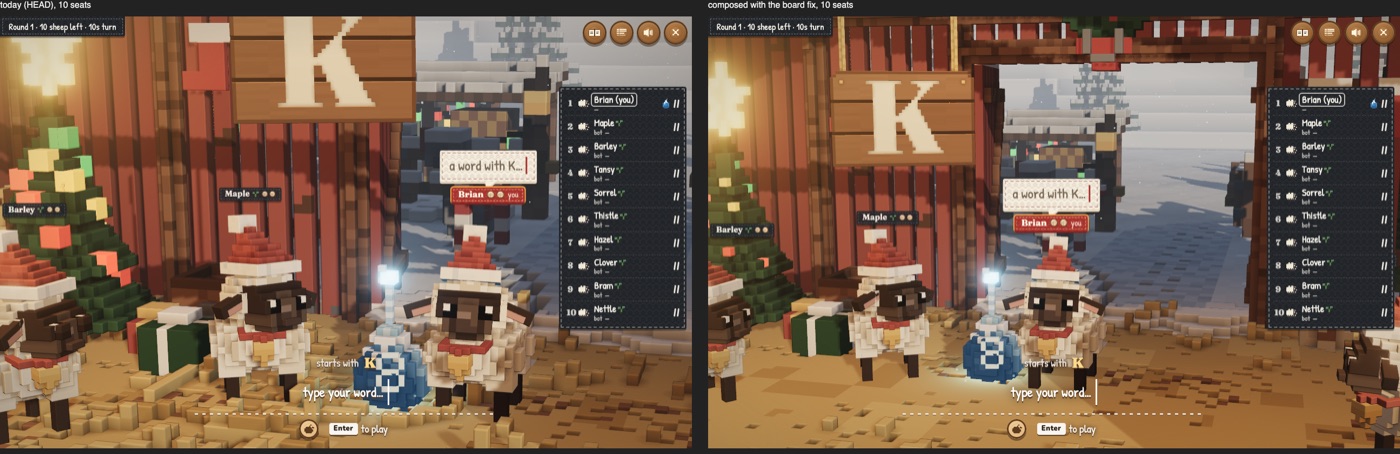 today (HEAD), 10 seats
Round 1 · 10 sheep left · 10s turn
K
1 Brian (you)
–
2 Maple
bot –
3 Barley
bot –
4 Tansy
bot –
5 Sorrel
bot –
6 Thistle
bot –
7 Hazel
bot –
8 Clover
bot –
9 Bram
bot –
10 Nettle
bot –
a word with K...
Brian you
Maple
Barley
starts with K
type your word...
Enter to play
composed with the board fix, 10 seats
Round 1 · 10 sheep left · 10s turn
K
1 Brian (you)
–
2 Maple
bot –
3 Barley
bot –
4 Tansy
bot –
5 Sorrel
bot –
6 Thistle
bot –
7 Hazel
bot –
8 Clover
bot –
9 Bram
bot –
10 Nettle
bot –
a word with K...
Brian you
Maple
Barley
starts with K
type your word...
Enter to play